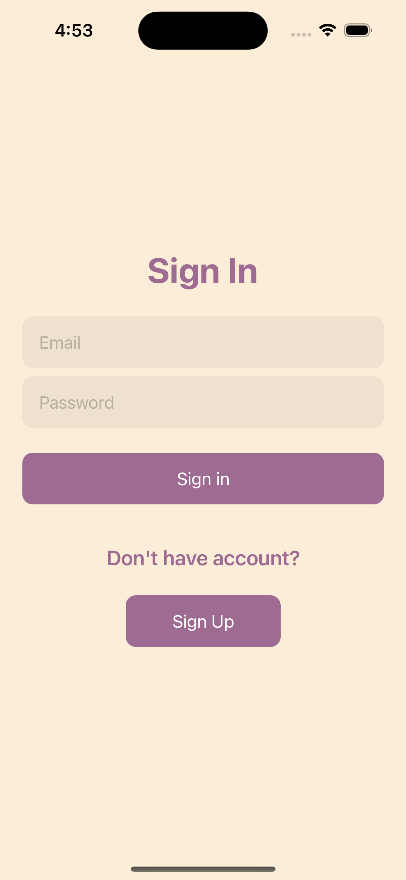 4:53
Sign In
Email
Password
Sign in
Don't have account?
Sign Up